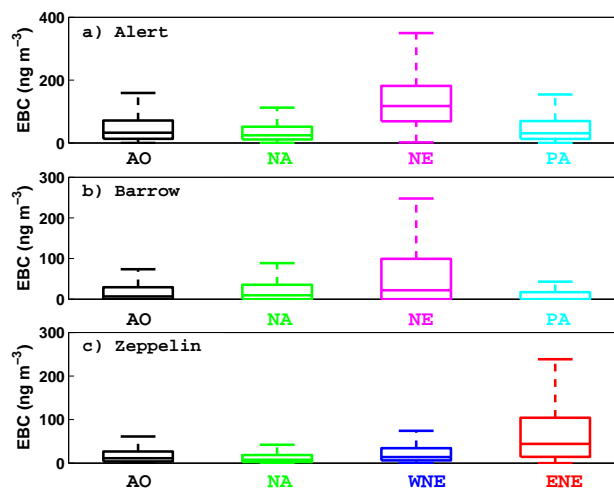 400
a) Alert
200
EBC (ng m⁻³)
0
AO NA NE PA
300
b) Barrow
200
EBC (ng m⁻³)
100
0
AO NA NE PA
300
c) Zeppelin
200
EBC (ng m⁻³)
100
0
AO NA WNE ENE